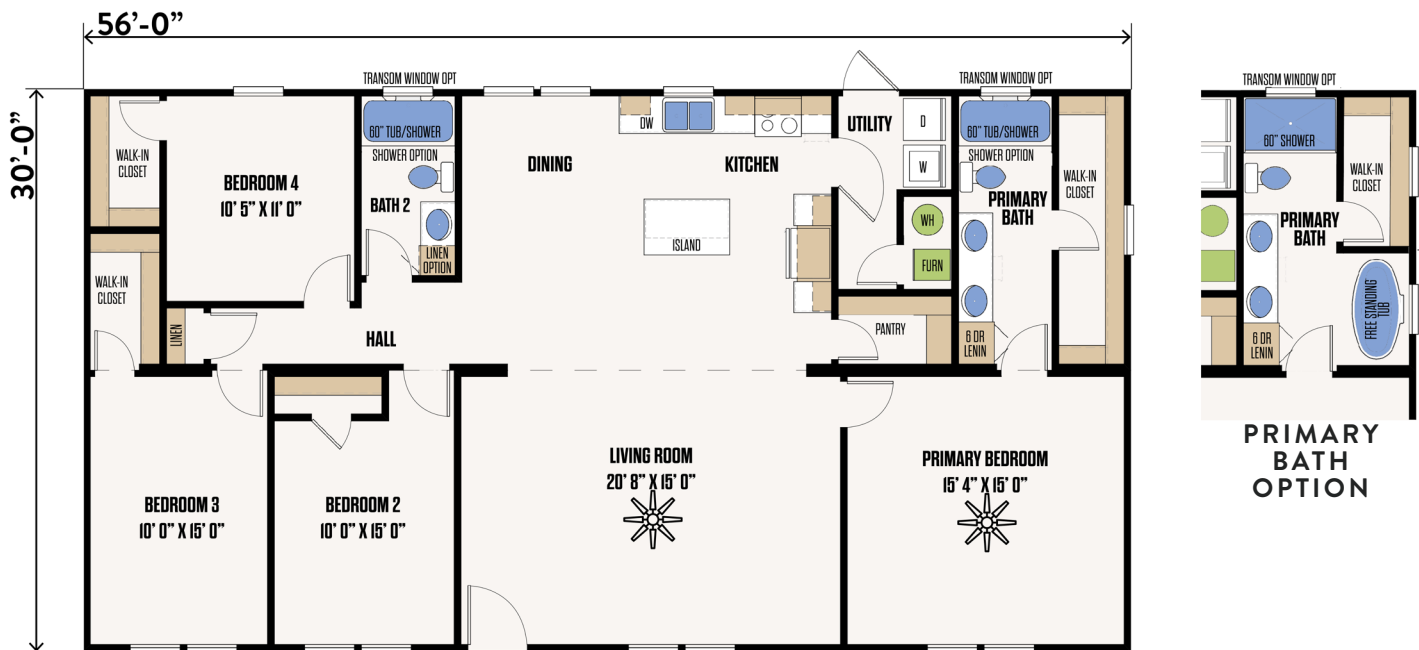 56'-0”
30'-0”
TRANSOM WINDOW OPT
WALK-IN
CLOSET
BEDROOM 4
10' 5” X 11' 0”
60” TUB/SHOWER
SHOWER OPTION
BATH 2
LINEN
OPTION
DINING
DW
KITCHEN
ISLAND
UTILITY
D
W
WH
FURN
PANTRY
TRANSOM WINDOW OPT
60” TUB/SHOWER
SHOWER OPTION
PRIMARY
BATH
6 DR
LENIN
WALK-IN
CLOSET
WALK-IN
CLOSET
LINEN
HALL
BEDROOM 3
10' 0” X 15' 0”
BEDROOM 2
10' 0” X 15' 0”
LIVING ROOM
20' 8” X 15' 0”
PRIMARY BEDROOM
15' 4” X 15' 0”
TRANSOM WINDOW OPT
60” SHOWER
WALK-IN
CLOSET
PRIMARY
BATH
FREE STANDING
TUB
6 DR
LENIN
PRIMARY
BATH
OPTION